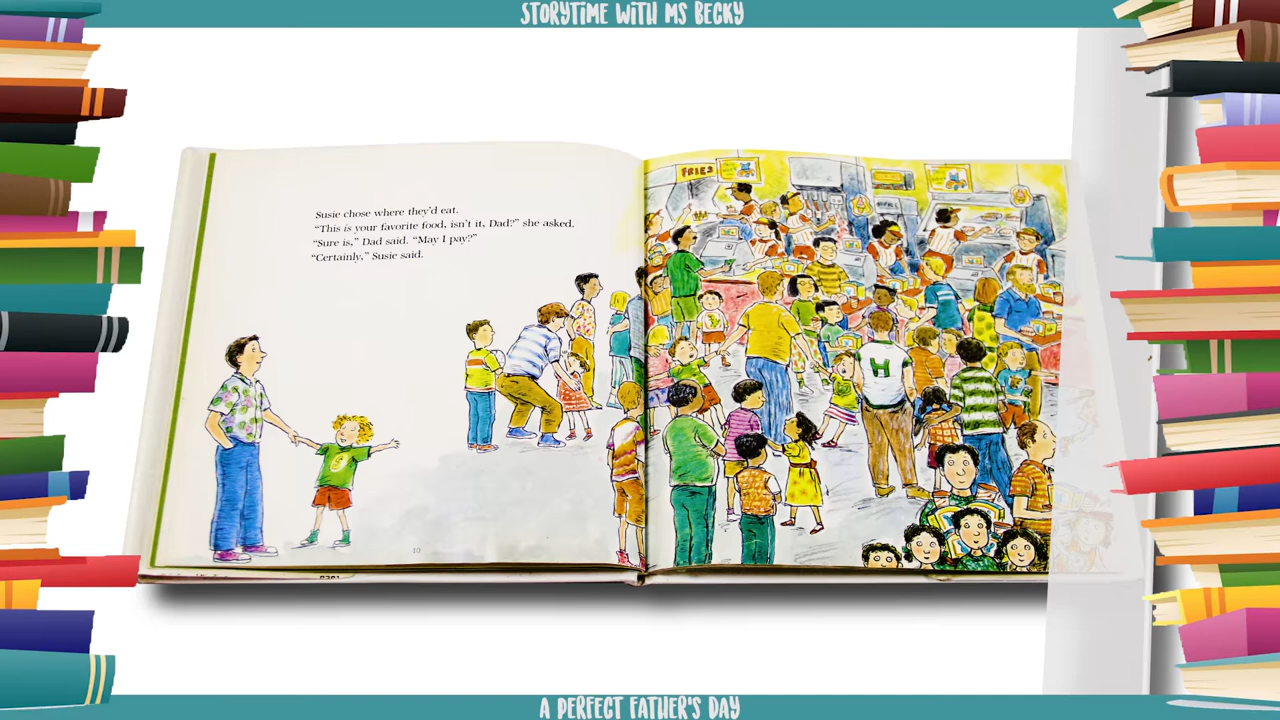 STORYTIME WITH MS BECKY
Susie chose where they'd eat.
"This is your favorite food, isn't it, Dad?" she asked.
"Sure is," Dad said. "May I pay?"
"Certainly," Susie said.
10
FRIES
H
A PERFECT FATHER'S DAY